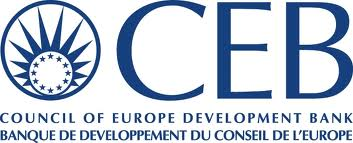 CEB
COUNCIL OF EUROPE DEVELOPMENT BANK
BANQUE DE DEVELOPPEMENT DU CONSEIL DE L'EUROPE